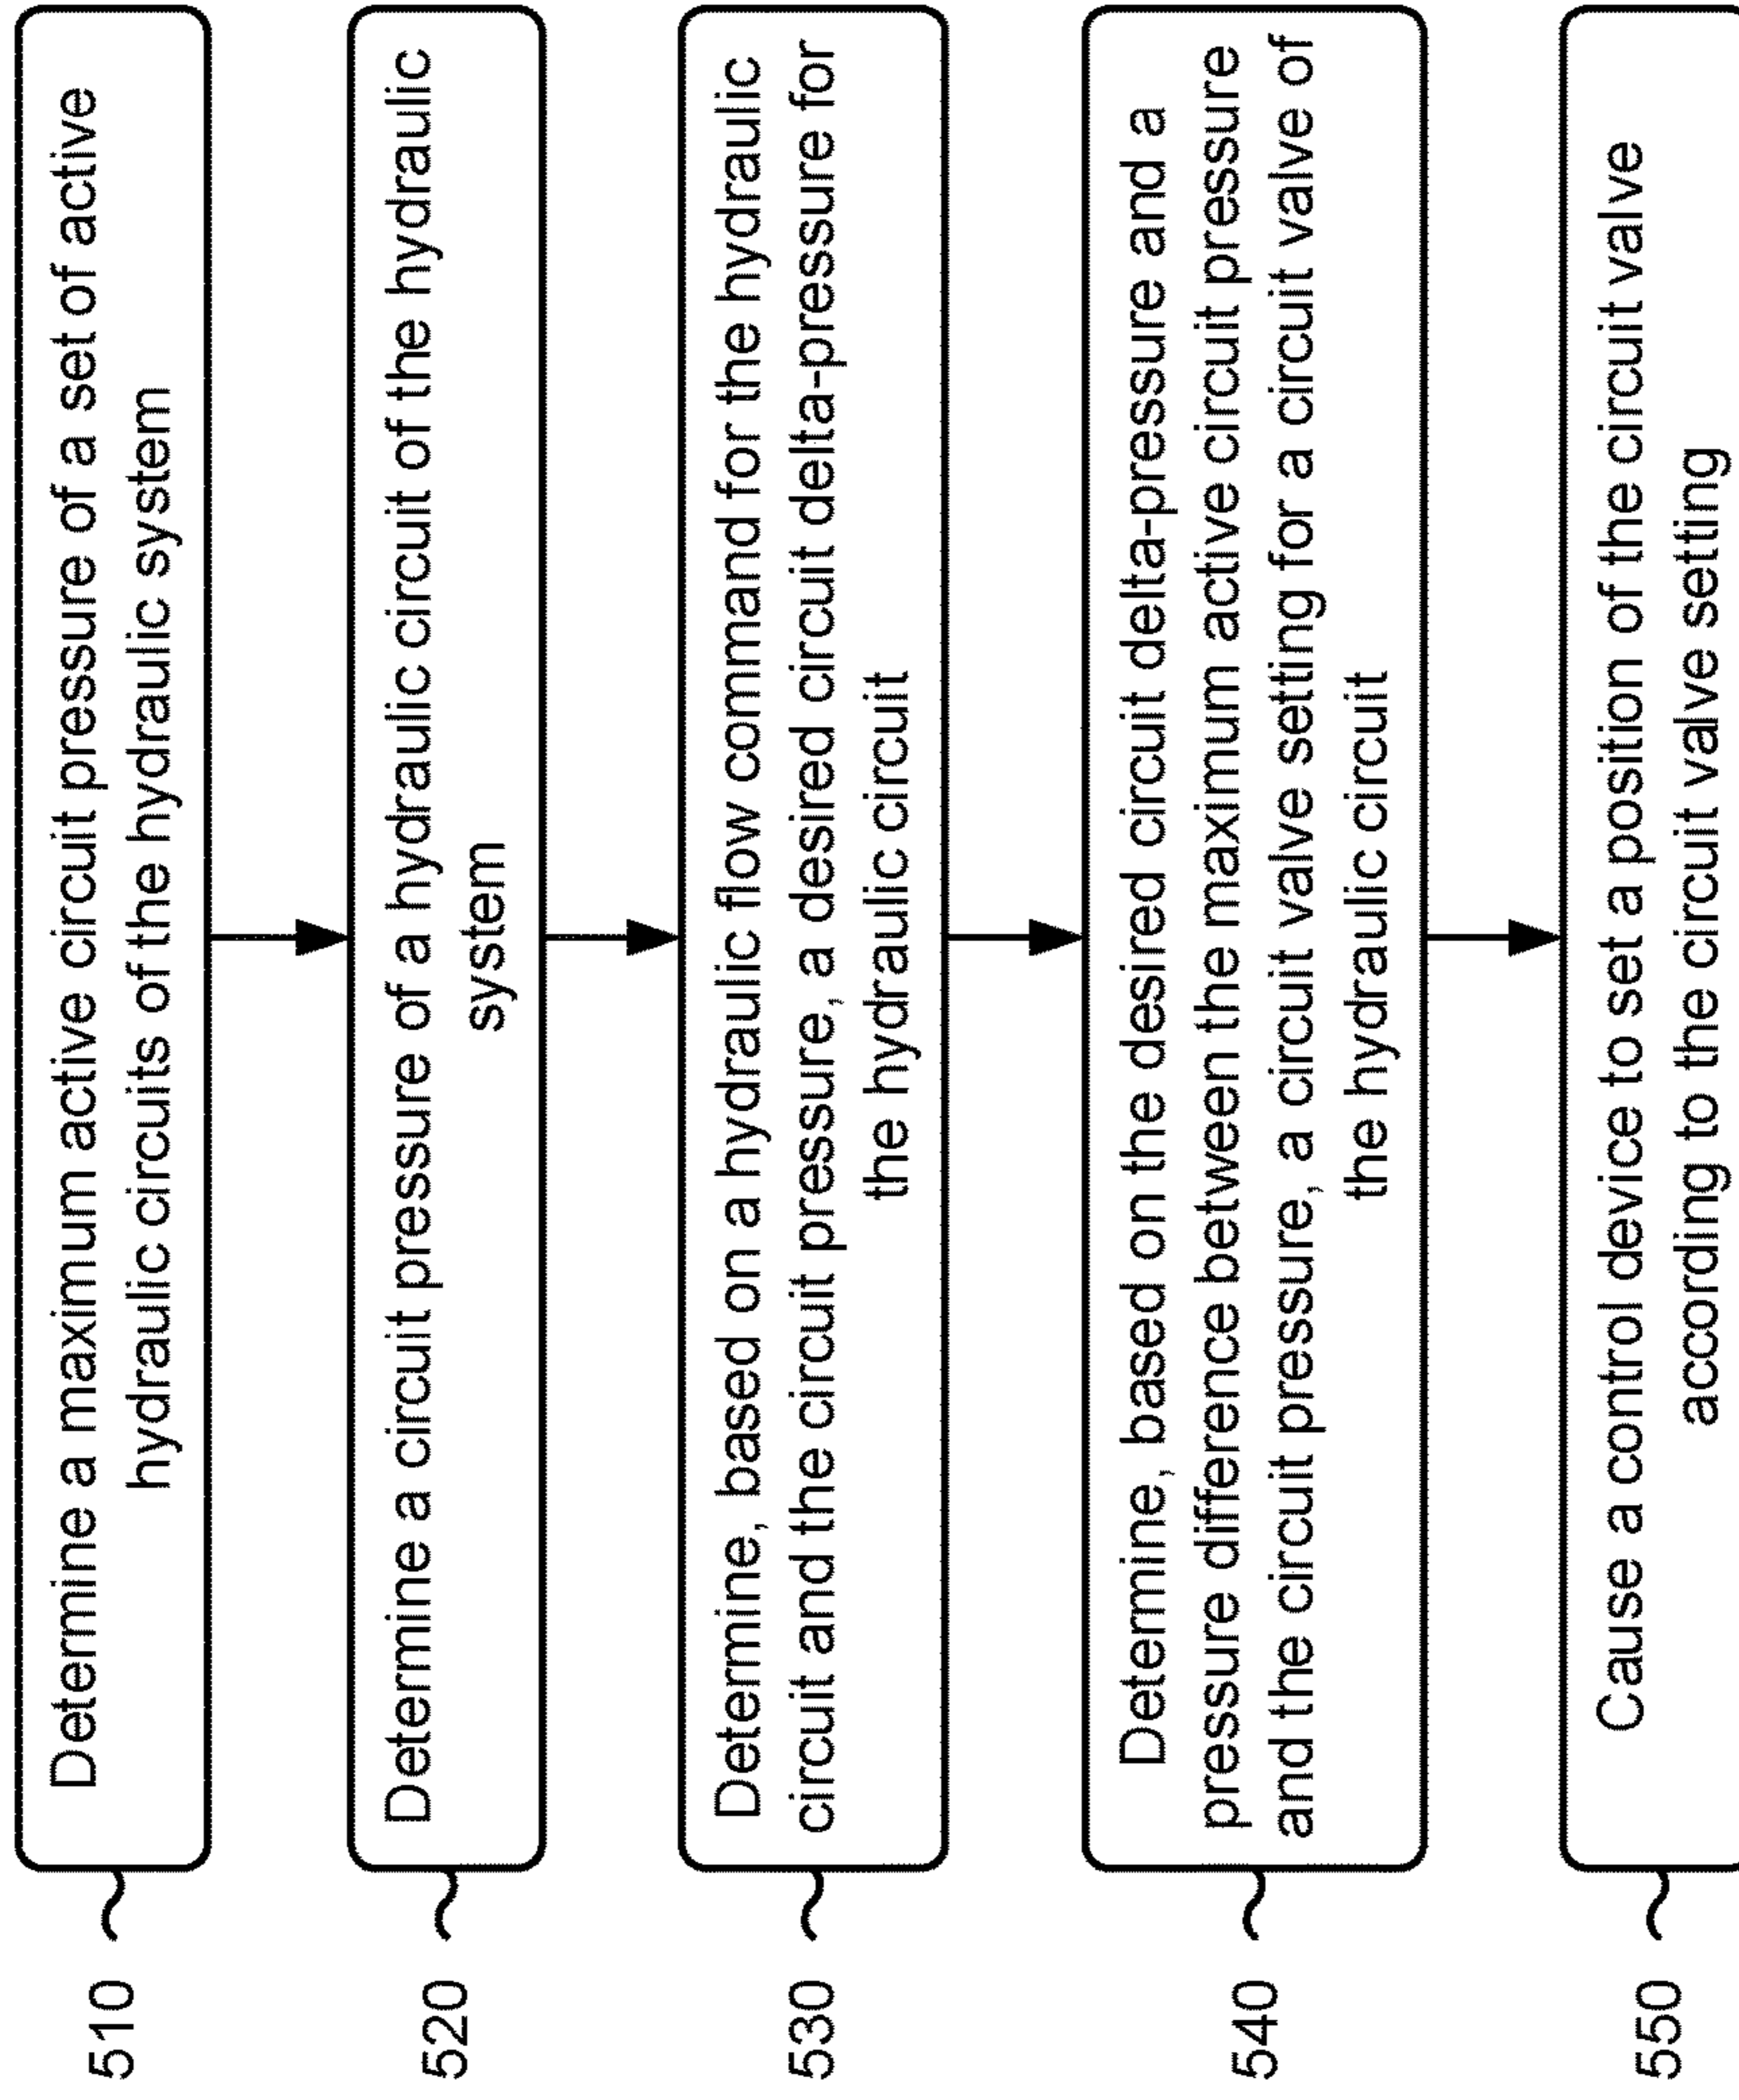 510
Determine a maximum active circuit pressure of a set of active
hydraulic circuits of the hydraulic system
520
Determine a circuit pressure of a hydraulic circuit of the hydraulic
system
530
Determine, based on a hydraulic flow command for the hydraulic
circuit and the circuit pressure, a desired circuit delta-pressure for
the hydraulic circuit
540
Determine, based on the desired circuit delta-pressure and a
pressure difference between the maximum active circuit pressure
and the circuit pressure, a circuit valve setting for a circuit valve of
the hydraulic circuit
550
Cause a control device to set a position of the circuit valve
according to the circuit valve setting